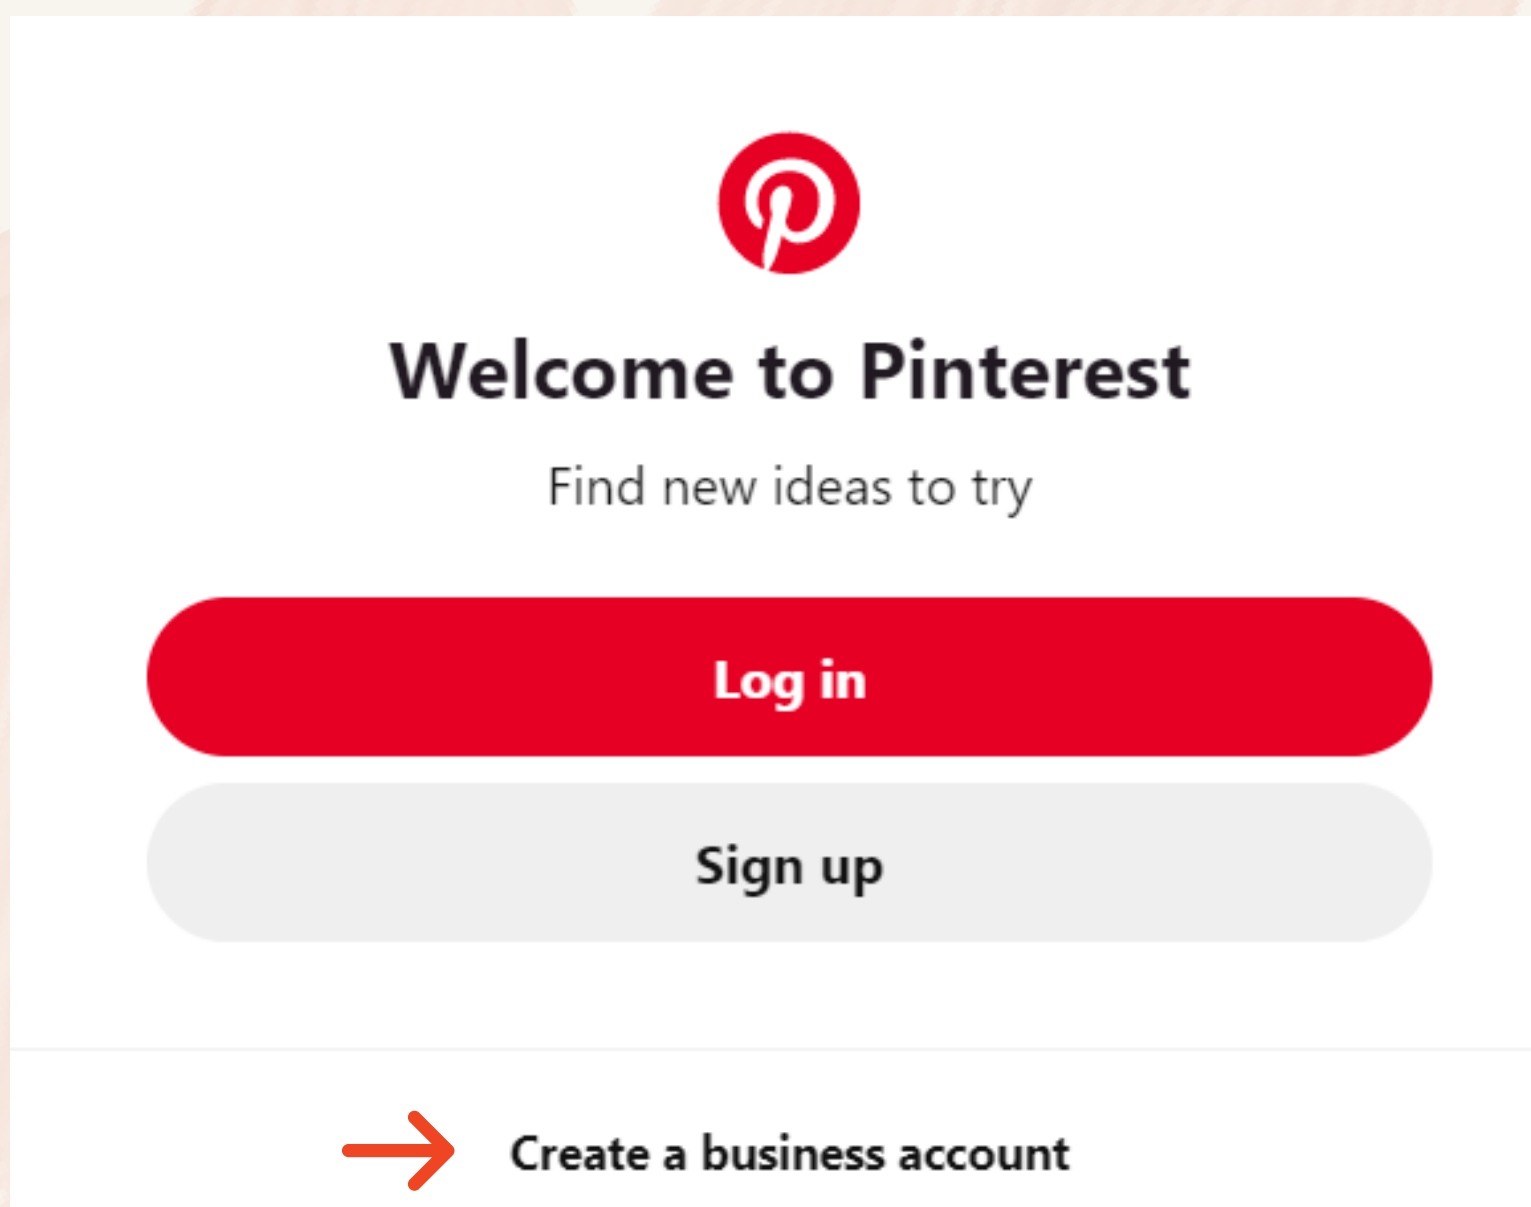 Welcome to Pinterest
Find new ideas to try
Log in
Sign up
Create a business account